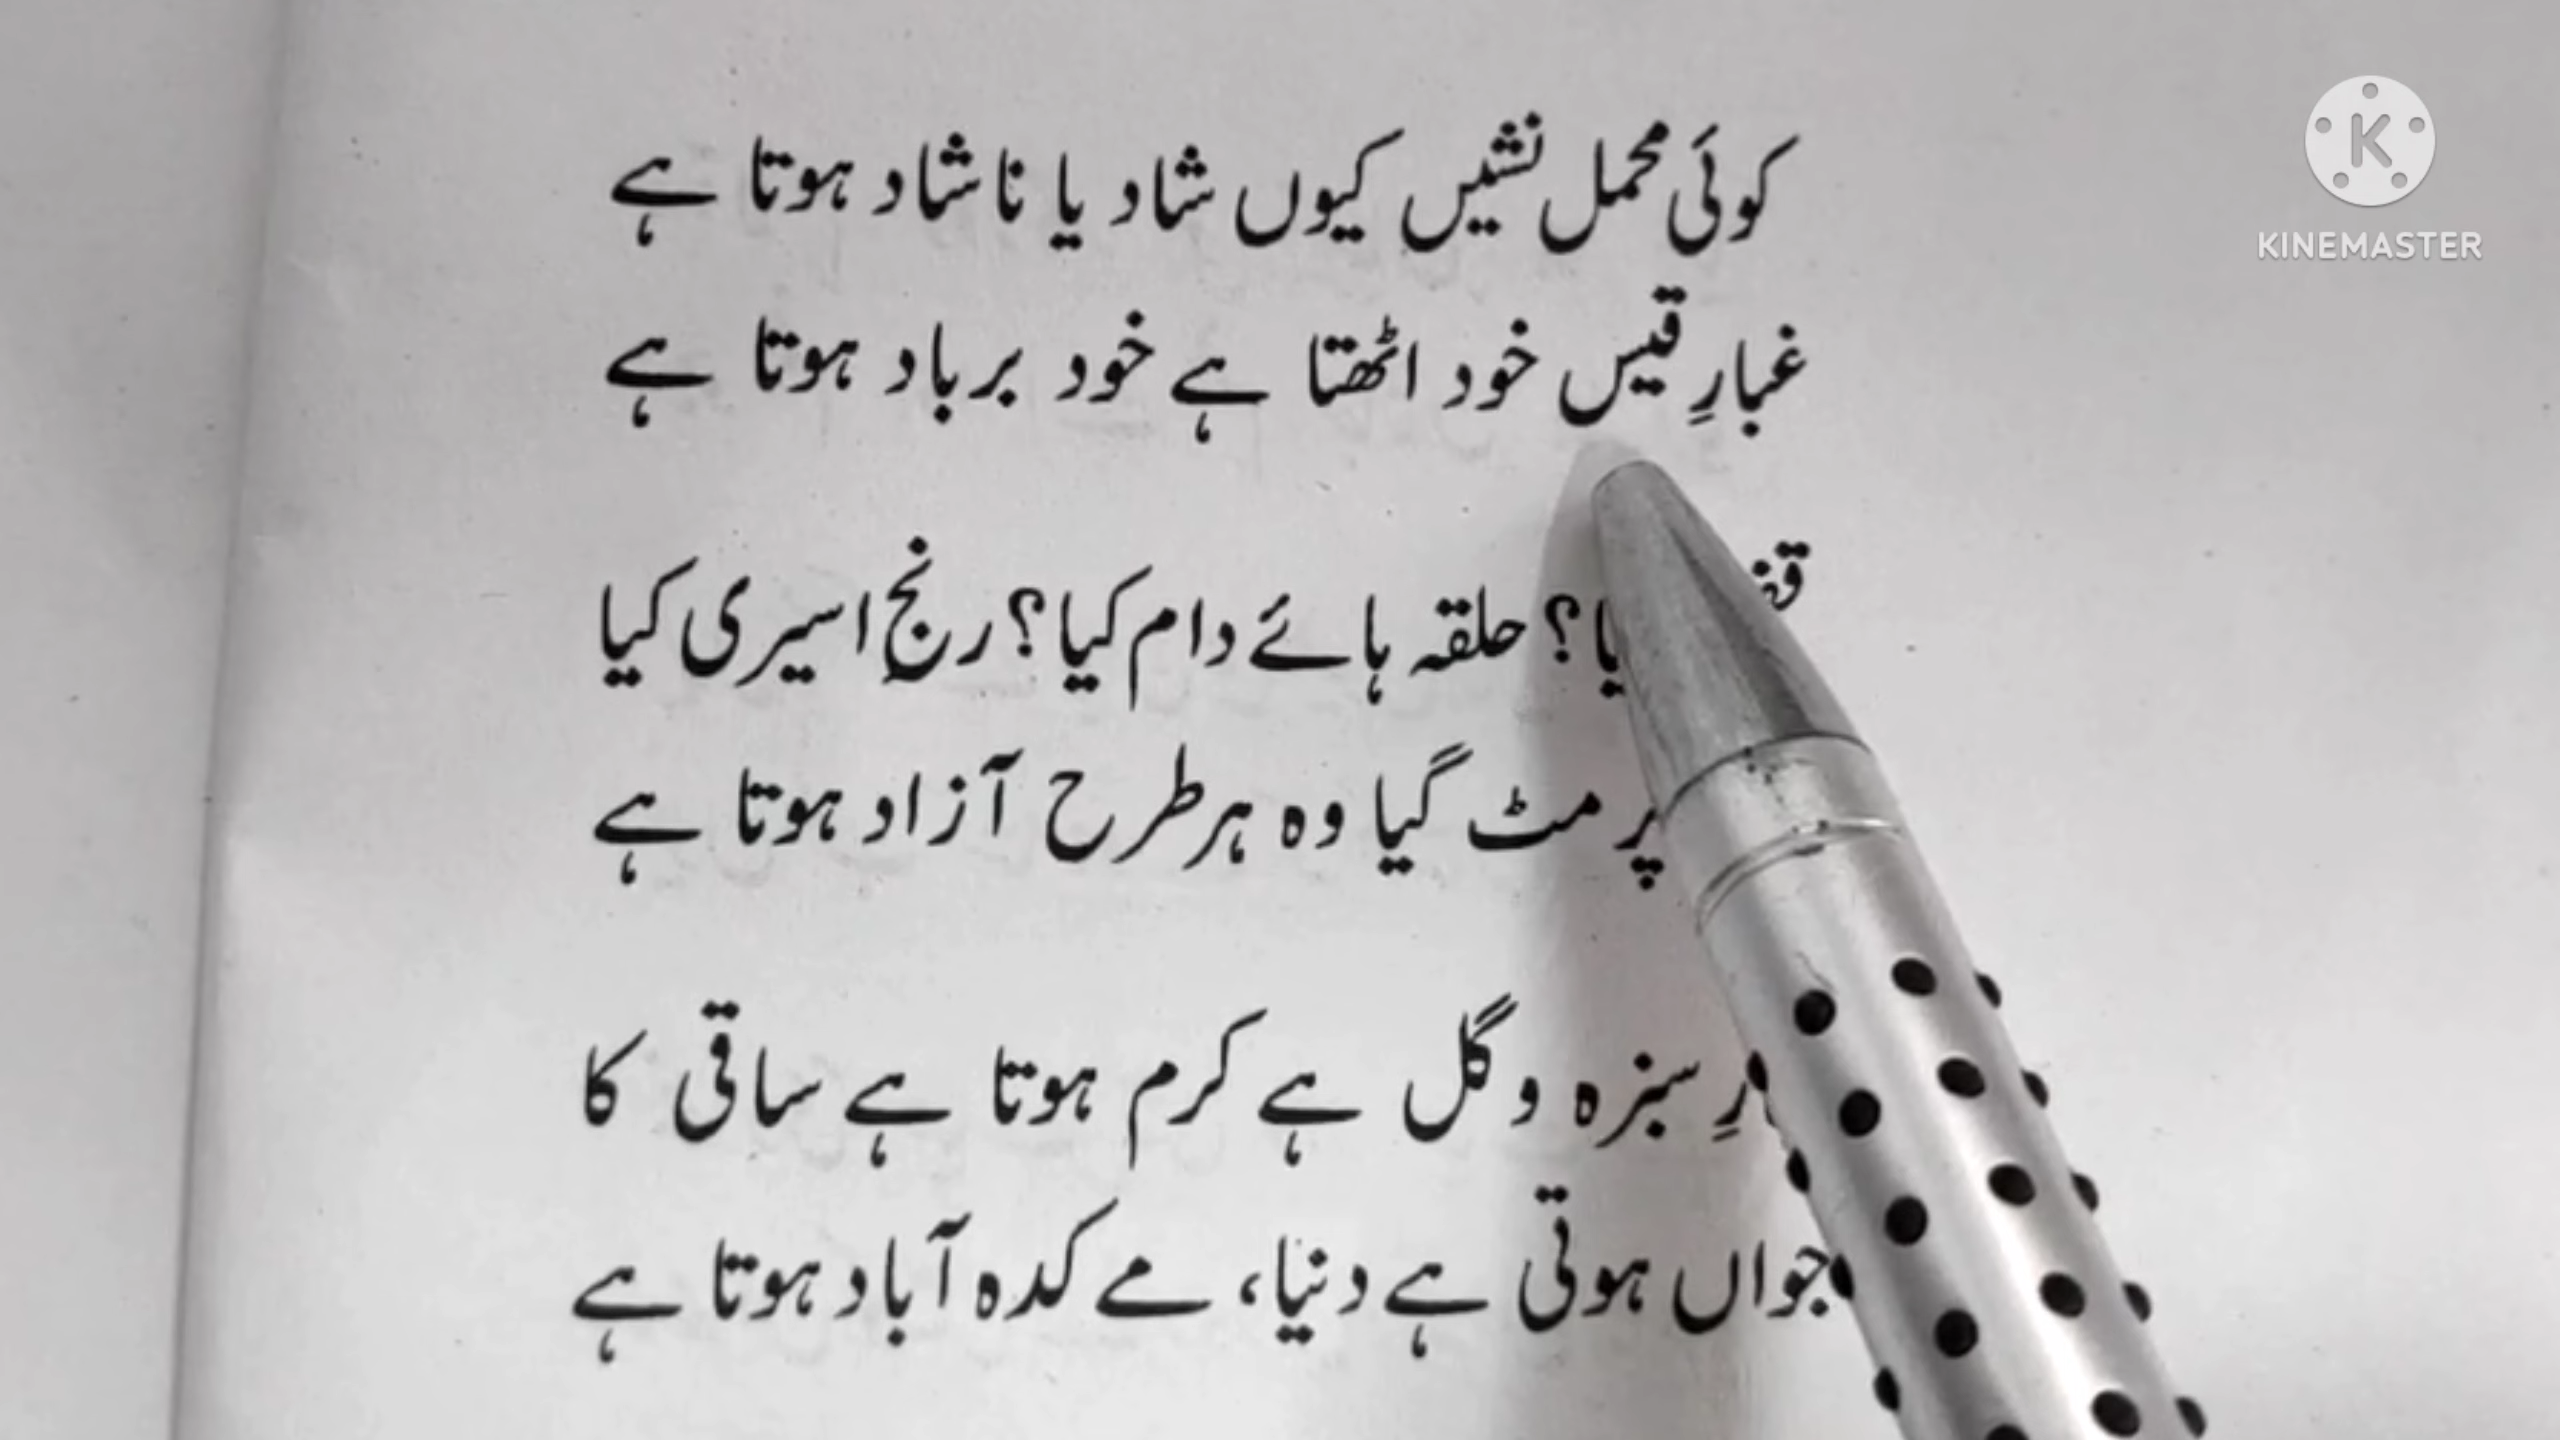 کوئی محمل نشیں کیوں شاد یا ناشاد ہوتا ہے
غبارِ قیس خود اٹھتا ہے خود برباد ہوتا ہے
؟ حلقہ ہائے دام کیا؟ رنجِ اسیری کیا
پر مٹ گیا وہ ہر طرح آزاد ہوتا ہے
سبزہ و گل ہے کرم ہوتا ہے ساقی کا
جواں ہوتی ہے دنیا، مے کدہ آباد ہوتا ہے
KINEMASTER